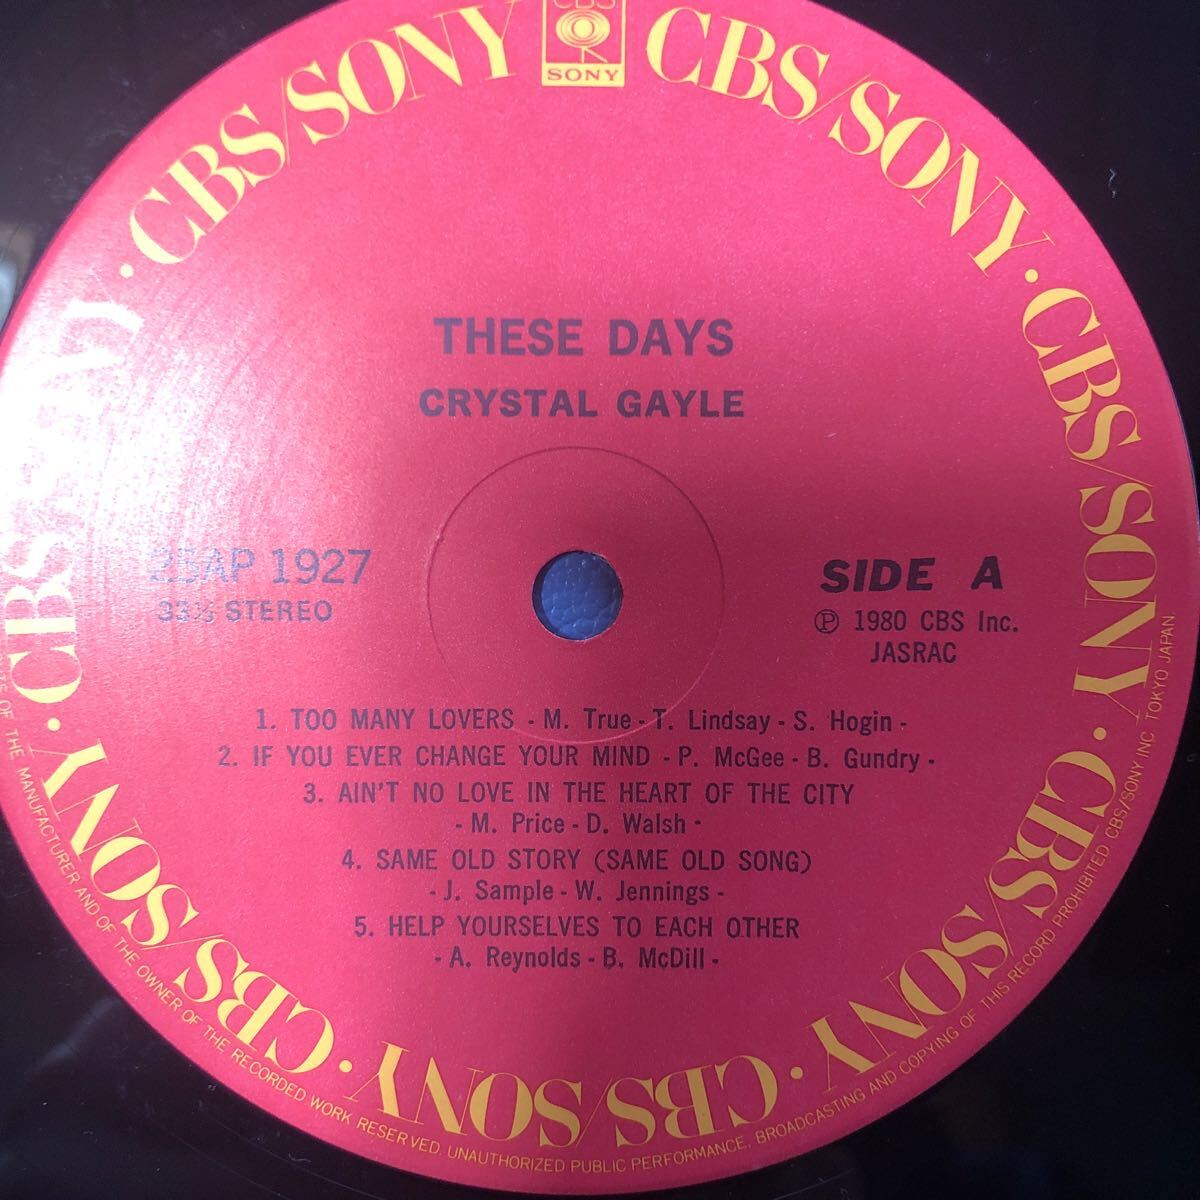 CBS
SONY
CBS/SONY · CBS/SONY · CBS/SONY · CBS/SONY · CBS/SONY · CBS/SONY · CBS/SONY · CBS/SONY ·
THESE DAYS
CRYSTAL GAYLE
25AP 1927
33⅓ STEREO
SIDE A
Ⓟ 1980 CBS Inc.
JASRAC
1. TOO MANY LOVERS - M. True - T. Lindsay - S. Hogin -
2. IF YOU EVER CHANGE YOUR MIND - P. McGee - B. Gundry -
3. AIN'T NO LOVE IN THE HEART OF THE CITY
- M. Price - D. Walsh -
4. SAME OLD STORY (SAME OLD SONG)
- J. Sample - W. Jennings -
5. HELP YOURSELVES TO EACH OTHER
- A. Reynolds - B. McDill -
OF THE MANUFACTURER AND OF THE OWNER OF THE RECORDED WORK RESERVED. UNAUTHORIZED PUBLIC PERFORMANCE, BROADCASTING AND COPYING OF THIS RECORD PROHIBITED CBS/SONY INC TOKYO JAPAN